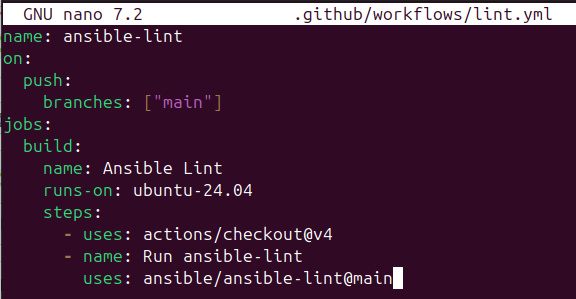 GNU nano 7.2 .github/workflows/lint.yml
name: ansible-lint
on:
  push:
    branches: ["main"]
jobs:
  build:
    name: Ansible Lint
    runs-on: ubuntu-24.04
    steps:
      - uses: actions/checkout@v4
      - name: Run ansible-lint
        uses: ansible/ansible-lint@main